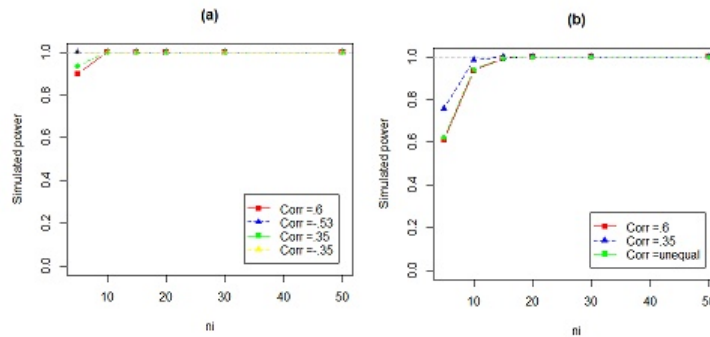 (a)
Simulated power
1.0
0.8
0.6
0.4
0.2
0.0
Corr =.6
Corr=-.53
Corr=.35
Corr =-.35
10
20
30
40
50
ni
(b)
Simulated power
1.0
0.8
0.6
0.4
0.2
0.0
Corr =.6
Corr =.35
Corr =unequal
10
20
30
40
50
ni